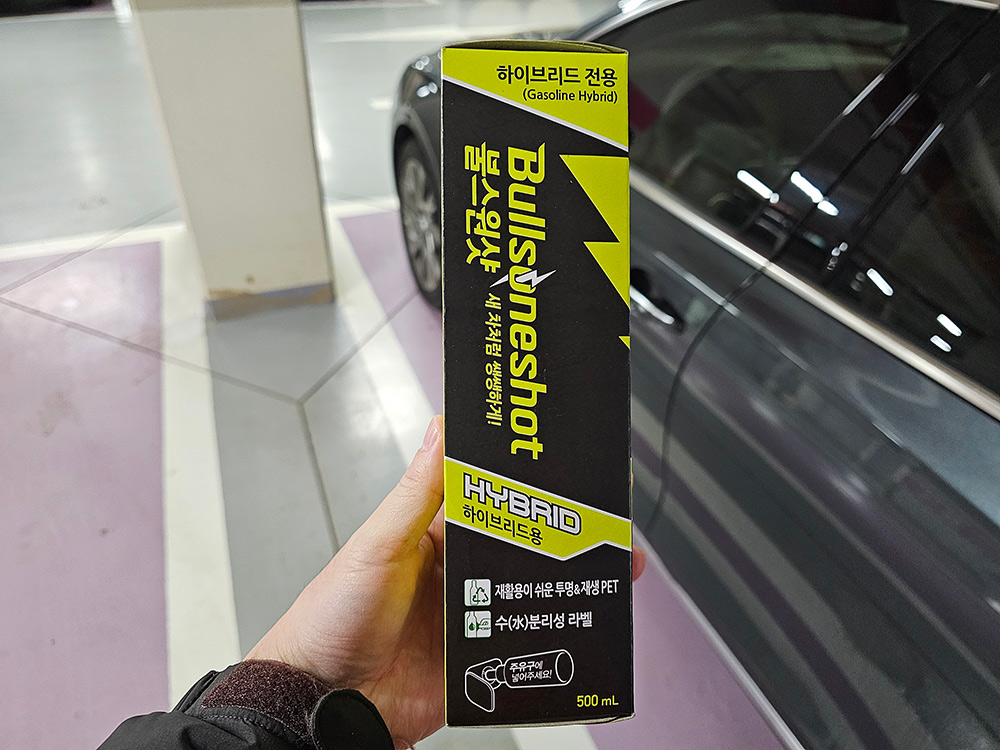 하이브리드 전용
(Gasoline Hybrid)
Bullsoneshot
불스원샷 새 차처럼 쌩쌩하게!
HYBRID
하이브리드용
재활용이 쉬운 투명&재생 PET
수(水)분리성 라벨
주유구에
넣어주세요!
500 mL